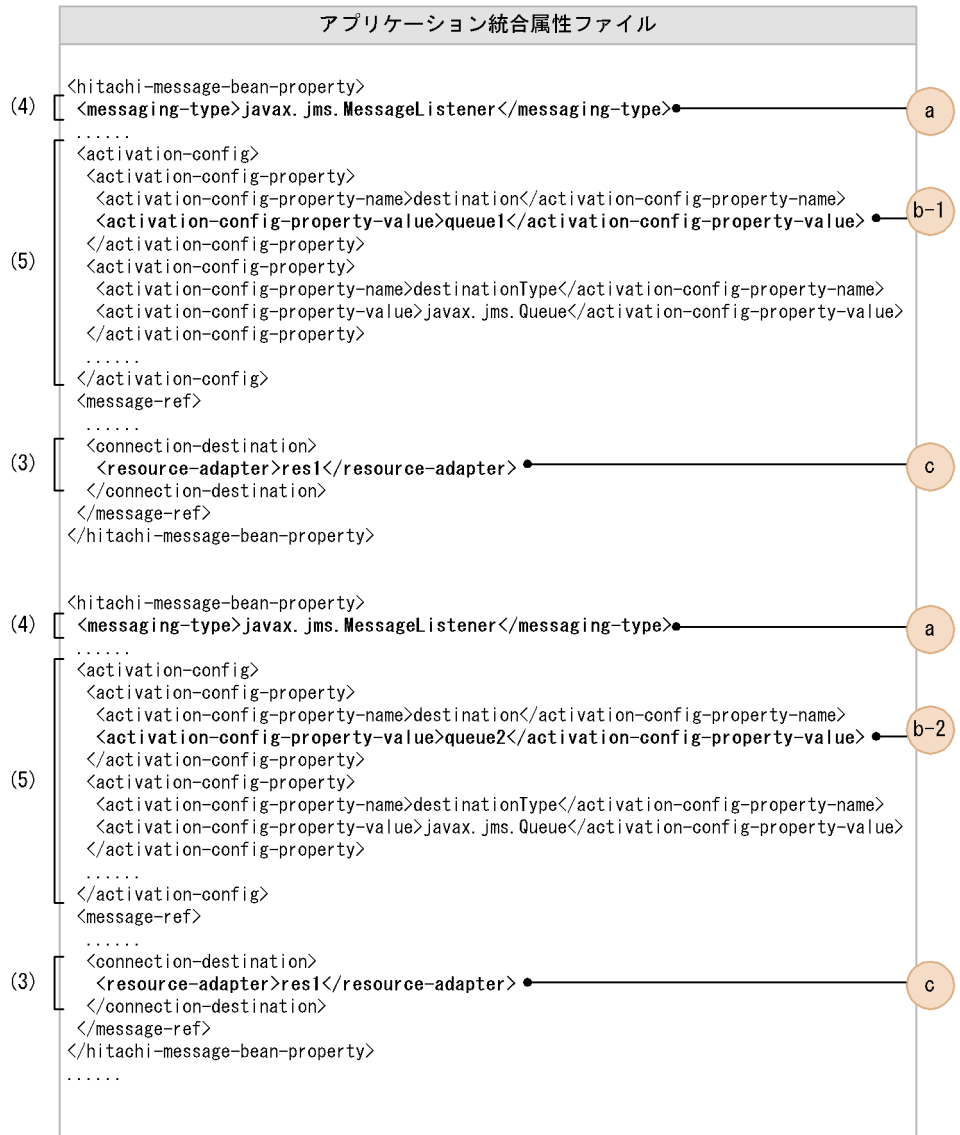 アプリケーション統合属性ファイル
<hitachi-message-bean-property>
(4) <messaging-type>javax.jms.MessageListener</messaging-type> a
......
<activation-config>
<activation-config-property>
<activation-config-property-name>destination</activation-config-property-name>
<activation-config-property-value>queue1</activation-config-property-value> b-1
</activation-config-property>
(5) <activation-config-property>
<activation-config-property-name>destinationType</activation-config-property-name>
<activation-config-property-value>javax.jms.Queue</activation-config-property-value>
</activation-config-property>
......
</activation-config>
<message-ref>
......
<connection-destination>
(3) <resource-adapter>res1</resource-adapter> c
</connection-destination>
</message-ref>
</hitachi-message-bean-property>
<hitachi-message-bean-property>
(4) <messaging-type>javax.jms.MessageListener</messaging-type> a
......
<activation-config>
<activation-config-property>
<activation-config-property-name>destination</activation-config-property-name>
<activation-config-property-value>queue2</activation-config-property-value> b-2
</activation-config-property>
(5) <activation-config-property>
<activation-config-property-name>destinationType</activation-config-property-name>
<activation-config-property-value>javax.jms.Queue</activation-config-property-value>
</activation-config-property>
......
</activation-config>
<message-ref>
......
<connection-destination>
(3) <resource-adapter>res1</resource-adapter> c
</connection-destination>
</message-ref>
</hitachi-message-bean-property>
......